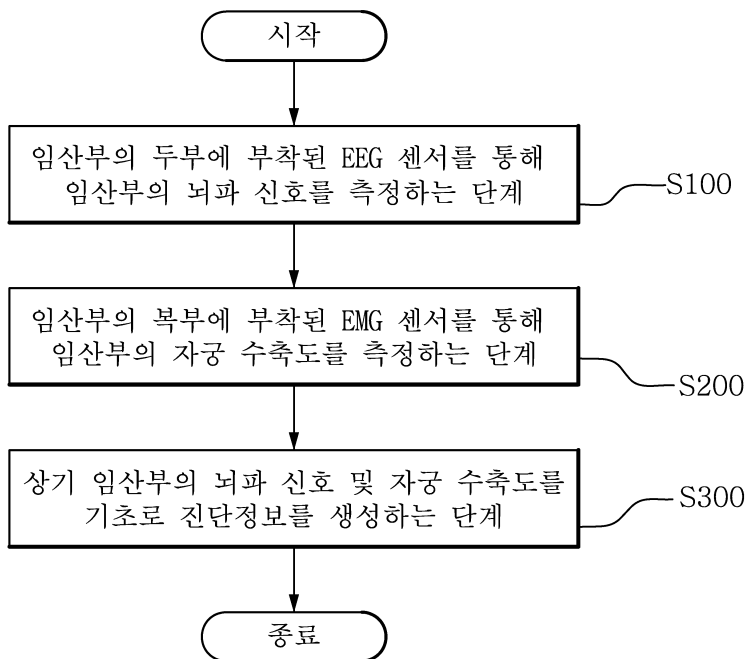 시작
임산부의 두부에 부착된 EEG 센서를 통해
임산부의 뇌파 신호를 측정하는 단계
S100
임산부의 복부에 부착된 EMG 센서를 통해
임산부의 자궁 수축도를 측정하는 단계
S200
상기 임산부의 뇌파 신호 및 자궁 수축도를
기초로 진단정보를 생성하는 단계
S300
종료